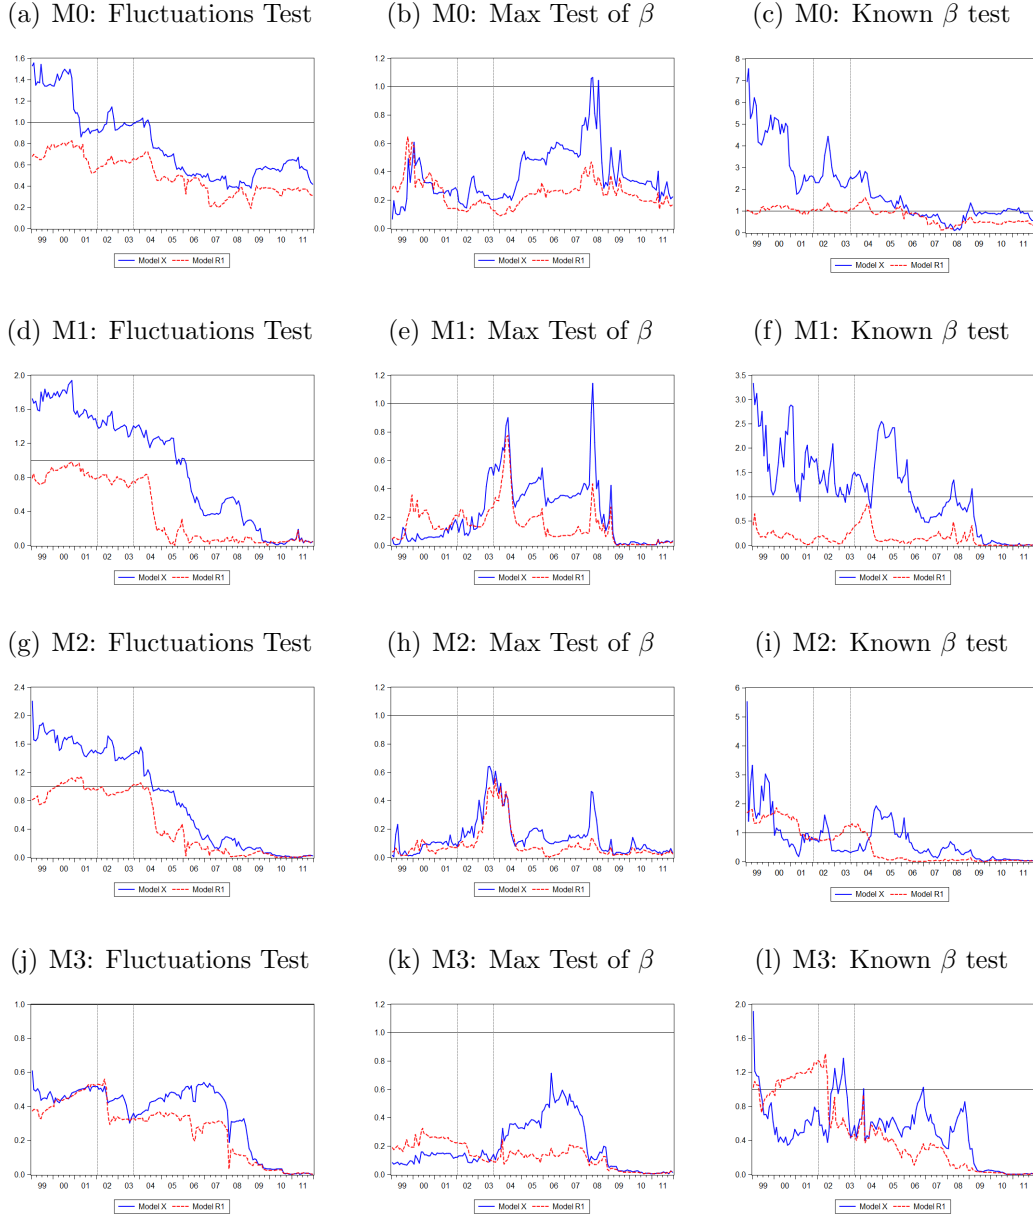 (a) M0: Fluctuations Test (b) Max Test of β (c) M0: Known β test
1.6 1.4 1.2 1.0 0.8 0.6 0.4 0.2 0.0
99 00 01 02 03 04 05 06 07 08 09 10 11
Model X Model R1
1.2 1.0 0.8 0.6 0.4 0.2 0.0
99 00 01 02 03 04 05 06 07 08 09 10 11
Model X Model R1
8 7 6 5 4 3 2 1 0
99 00 01 02 03 04 05 06 07 08 09 10 11
Model X Model R1
(d) M1: Fluctuations Test (e) M1: Max Test of β (f) M1: Known β test
2.0 1.6 1.2 0.8 0.4 0.0
99 00 01 02 03 04 05 06 07 08 09 10 11
Model X Model R1
1.2 1.0 0.8 0.6 0.4 0.2 0.0
99 00 01 02 03 04 05 06 07 08 09 10 11
Model X Model R1
3.5 3.0 2.5 2.0 1.5 1.0 0.5 0.0
99 00 01 02 03 04 05 06 07 08 09 10 11
Model X Model R1
(g) M2: Fluctuations Test (h) M2: Max Test of β (i) M2: Known β test
2.4 2.0 1.6 1.2 0.8 0.4 0.0
99 00 01 02 03 04 05 06 07 08 09 10 11
Model X Model R1
1.2 1.0 0.8 0.6 0.4 0.2 0.0
99 00 01 02 03 04 05 06 07 08 09 10 11
Model X Model R1
6 5 4 3 2 1 0
99 00 01 02 03 04 05 06 07 08 09 10 11
Model X Model R1
(j) M3: Fluctuations Test (k) M3: Max Test of β (l) M3: Known β test
1.0 0.8 0.6 0.4 0.2 0.0
99 00 01 02 03 04 05 06 07 08 09 10 11
Model X Model R1
1.2 1.0 0.8 0.6 0.4 0.2 0.0
99 00 01 02 03 04 05 06 07 08 09 10 11
Model X Model R1
2.0 1.6 1.2 0.8 0.4 0.0
99 00 01 02 03 04 05 06 07 08 09 10 11
Model X Model R1